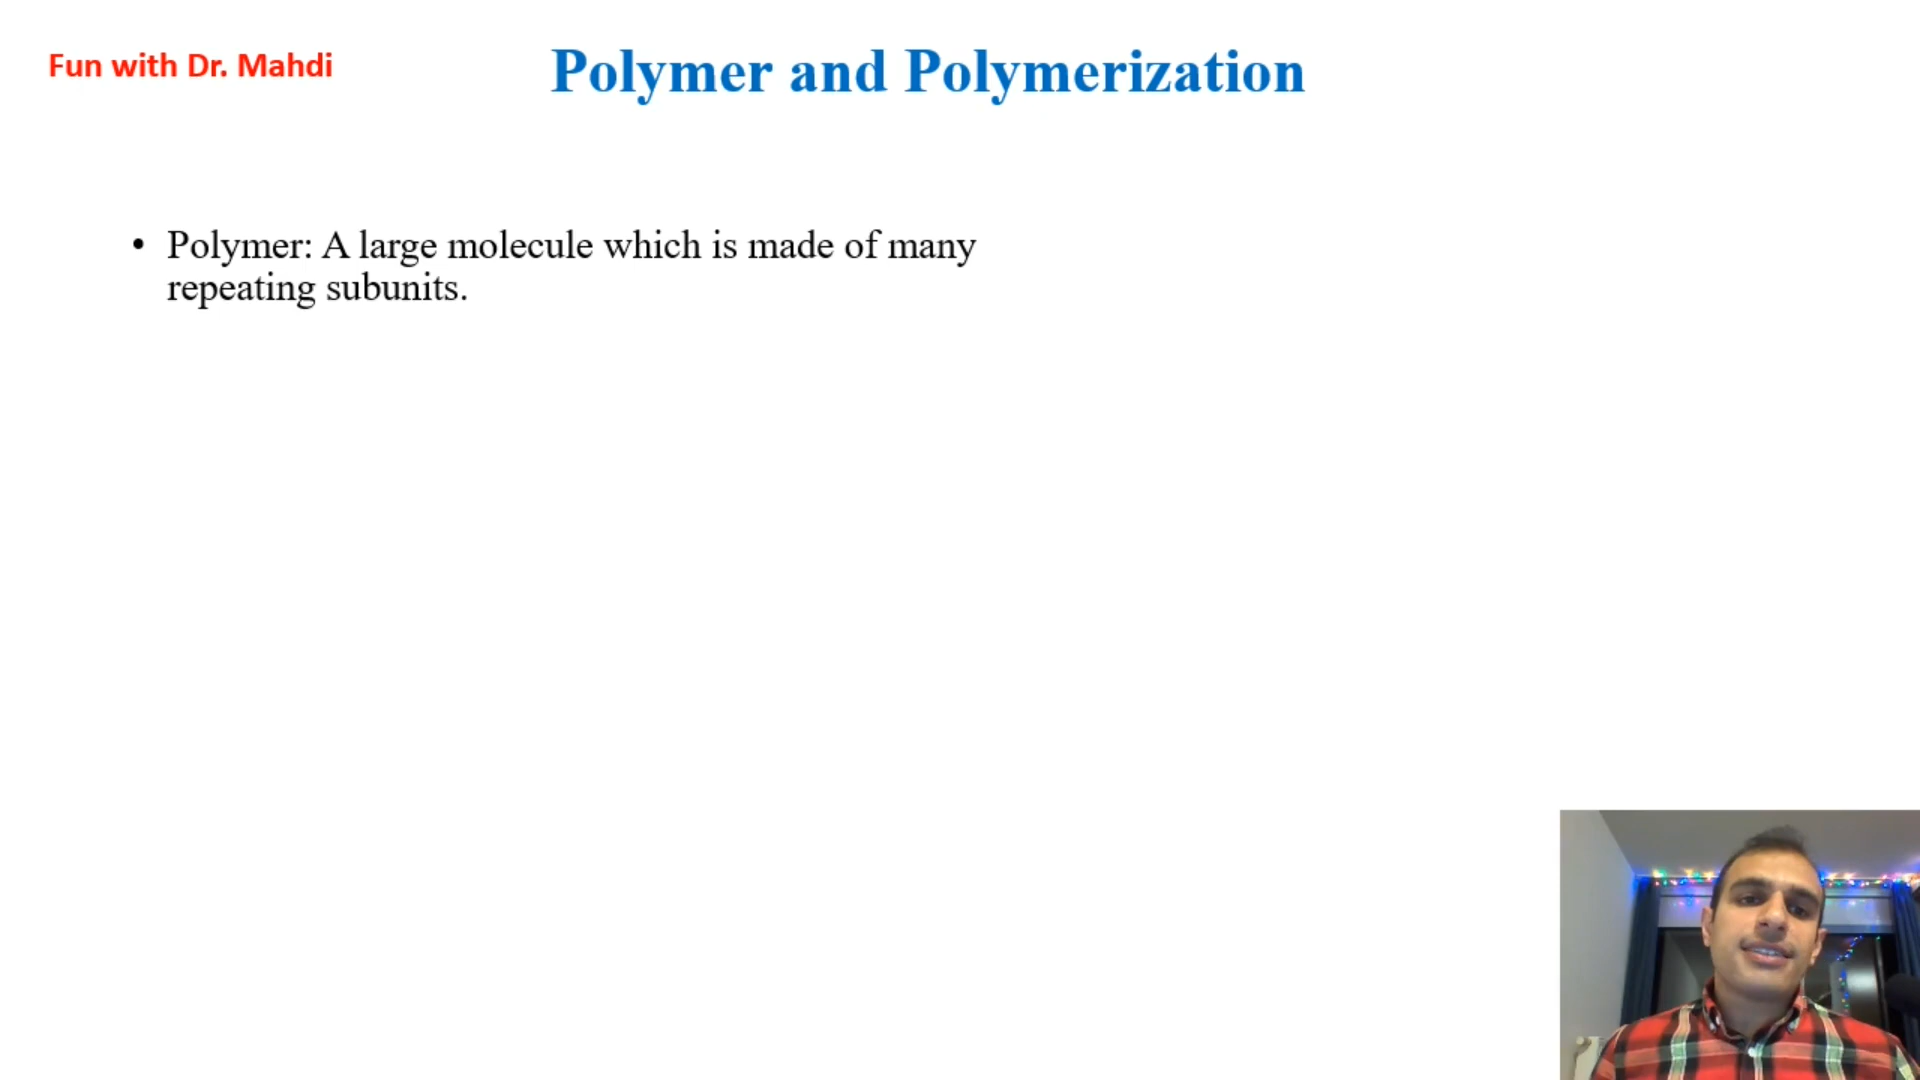 Fun with Dr. Mahdi
Polymer and Polymerization
• Polymer: A large molecule which is made of many
repeating subunits.